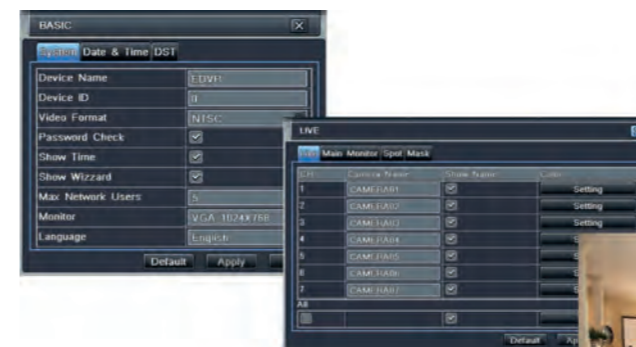 BASIC
System Date & Time DST
Device Name EDVR
Device ID 0
Video Format NTSC
Password Check
Show Time
Show Wizzard
Max Network Users 5
Monitor VGA 1024X768
Language English
Default Apply
LIVE
Main Monitor Spot Mask
CH Camera Name Show Name Color
1 CAMERA01 Setting
2 CAMERA02 Setting
3 CAMERA03 Setting
4 CAMERA04
5 CAMERA05
6 CAMERA06
7 CAMERA07
All
Default